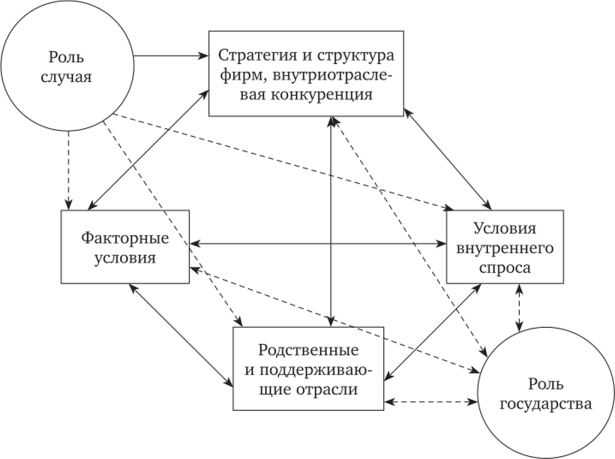 Роль
случая
Стратегия и структура
фирм, внутриотрасле-
вая конкуренция
Факторные
условия
Условия
внутреннего
спроса
Родственные
и поддерживаю-
щие отрасли
Роль
государства